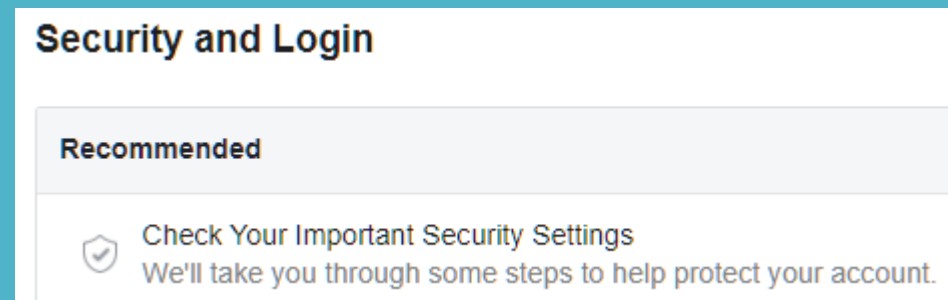 Security and Login
Recommended
Check Your Important Security Settings
We'll take you through some steps to help protect your account.